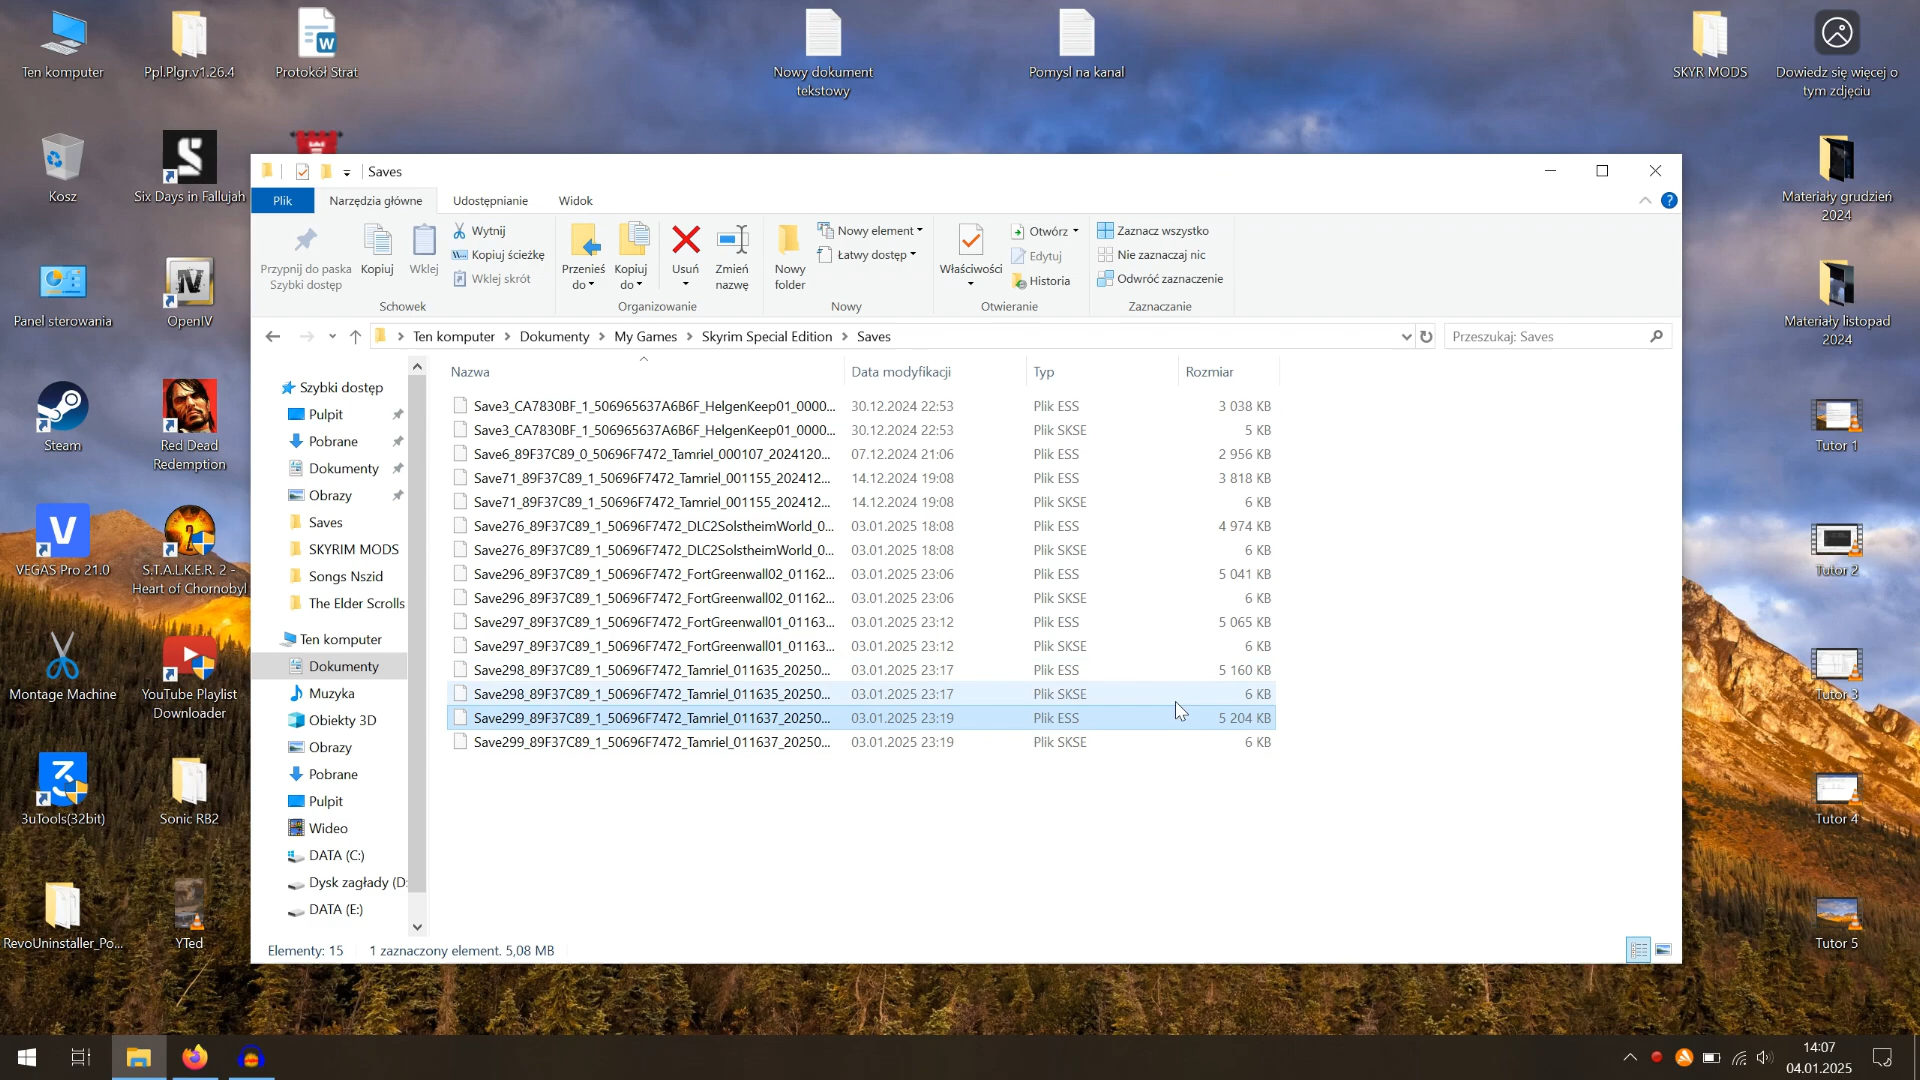 Ten komputer
Ppl.Plgr.v1.26.4
Protokół Strat
Nowy dokument
tekstowy
Pomysl na kanal
SKYR MODS
Dowiedz się więcej o
tym zdjęciu
Kosz
Six Days in Fallujah
Materiały grudzień
2024
Panel sterowania
OpenIV
Materiały listopad
2024
Steam
Red Dead
Redemption
Tutor 1
VEGAS Pro 21.0
S.T.A.L.K.E.R. 2 -
Heart of Chornobyl
Tutor 2
Montage Machine
YouTube Playlist
Downloader
Tutor 3
3uTools(32bit)
Sonic RB2
Tutor 4
RevoUninstaller_Po...
YTed
Tutor 5
Saves
Plik
Narzędzia główne
Udostępnianie
Widok
Przypnij do paska
Szybki dostęp
Kopiuj
Wklej
Wytnij
Kopiuj ścieżkę
Wklej skrót
Schowek
Przenieś
do
Kopiuj
do
Usuń
Zmień
nazwę
Organizowanie
Nowy
folder
Nowy element
Łatwy dostęp
Nowy
Właściwości
Otwórz
Edytuj
Historia
Otwieranie
Zaznacz wszystko
Nie zaznaczaj nic
Odwróć zaznaczenie
Zaznaczanie
Ten komputer > Dokumenty > My Games > Skyrim Special Edition > Saves
Przeszukaj: Saves
Szybki dostęp
Pulpit
Pobrane
Dokumenty
Obrazy
Saves
SKYRIM MODS
Songs Nszid
The Elder Scrolls
Ten komputer
Dokumenty
Muzyka
Obiekty 3D
Obrazy
Pobrane
Pulpit
Wideo
DATA (C:)
Dysk zagłady (D:
DATA (E:)
Nazwa Data modyfikacji Typ Rozmiar
Save3_CA7830BF_1_506965637A6B6F_HelgenKeep01_0000... 30.12.2024 22:53 Plik ESS 3 038 KB
Save3_CA7830BF_1_506965637A6B6F_HelgenKeep01_0000... 30.12.2024 22:53 Plik SKSE 5 KB
Save6_89F37C89_0_50696F7472_Tamriel_000107_2024120... 07.12.2024 21:06 Plik ESS 2 956 KB
Save71_89F37C89_1_50696F7472_Tamriel_001155_202412... 14.12.2024 19:08 Plik ESS 3 818 KB
Save71_89F37C89_1_50696F7472_Tamriel_001155_202412... 14.12.2024 19:08 Plik SKSE 6 KB
Save276_89F37C89_1_50696F7472_DLC2SolstheimWorld_0... 03.01.2025 18:08 Plik ESS 4 974 KB
Save276_89F37C89_1_50696F7472_DLC2SolstheimWorld_0... 03.01.2025 18:08 Plik SKSE 6 KB
Save296_89F37C89_1_50696F7472_FortGreenwall02_01162... 03.01.2025 23:06 Plik ESS 5 041 KB
Save296_89F37C89_1_50696F7472_FortGreenwall02_01162... 03.01.2025 23:06 Plik SKSE 6 KB
Save297_89F37C89_1_50696F7472_FortGreenwall01_01163... 03.01.2025 23:12 Plik ESS 5 065 KB
Save297_89F37C89_1_50696F7472_FortGreenwall01_01163... 03.01.2025 23:12 Plik SKSE 6 KB
Save298_89F37C89_1_50696F7472_Tamriel_011635_20250... 03.01.2025 23:17 Plik ESS 5 160 KB
Save298_89F37C89_1_50696F7472_Tamriel_011635_20250... 03.01.2025 23:17 Plik SKSE 6 KB
Save299_89F37C89_1_50696F7472_Tamriel_011637_20250... 03.01.2025 23:19 Plik ESS 5 204 KB
Save299_89F37C89_1_50696F7472_Tamriel_011637_20250... 03.01.2025 23:19 Plik SKSE 6 KB
Elementy: 15 1 zaznaczony element. 5,08 MB
14:07
04.01.2025